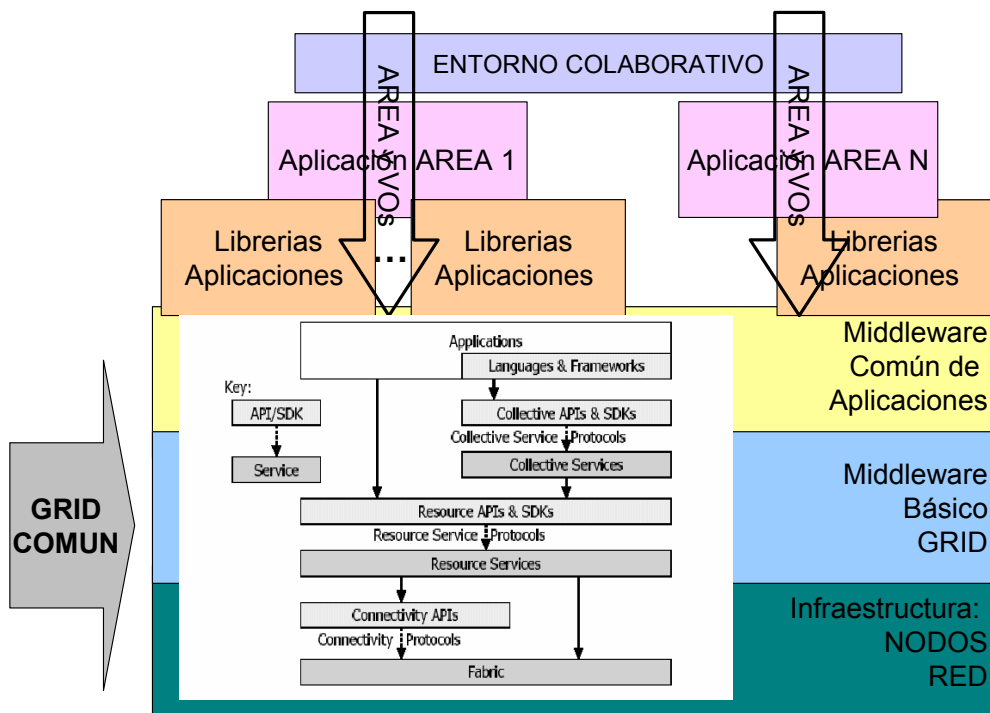 ENTORNO COLABORATIVO
AREA y VOs
AREA y VOs
Aplicación AREA 1
Aplicación AREA N
Librerias
Aplicaciones
...
Librerias
Aplicaciones
Librerias
Aplicaciones
Middleware
Común de
Aplicaciones
Middleware
Básico
GRID
Infraestructura:
NODOS
RED
GRID
COMUN
Applications
Languages & Frameworks
Key:
API/SDK
Service
Collective APIs & SDKs
Collective Service Protocols
Collective Services
Resource APIs & SDKs
Resource Service Protocols
Resource Services
Connectivity APIs
Connectivity Protocols
Fabric